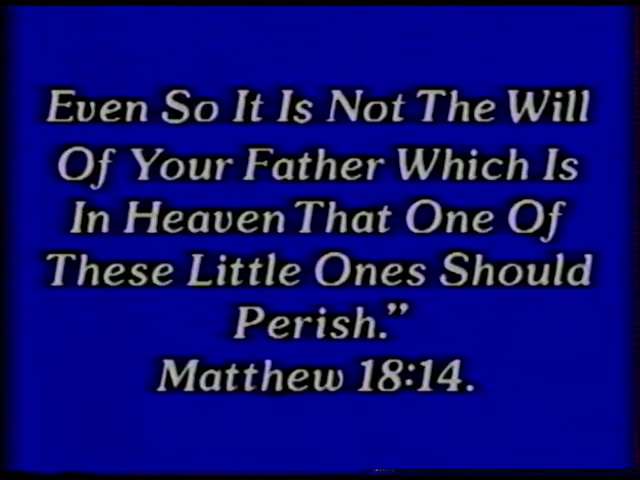 Even So It Is Not The Will
Of Your Father Which Is
In Heaven That One Of
These Little Ones Should
Perish.”
Matthew 18:14.